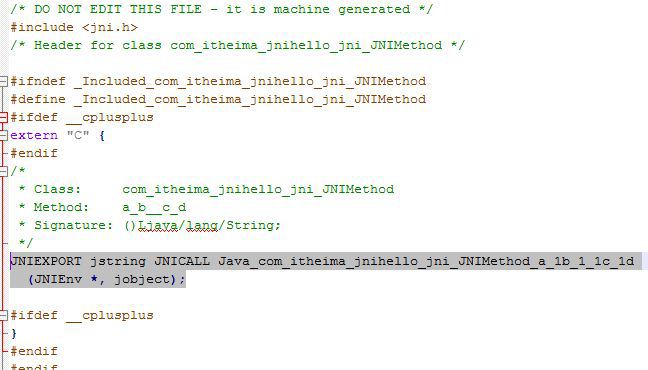 /* DO NOT EDIT THIS FILE - it is machine generated */
#include <jni.h>
/* Header for class com_itheima_jnihello_jni_JNIMethod */
#ifndef _Included_com_itheima_jnihello_jni_JNIMethod
#define _Included_com_itheima_jnihello_jni_JNIMethod
#ifdef __cplusplus
extern "C" {
#endif
/*
* Class: com_itheima_jnihello_jni_JNIMethod
* Method: a_b__c_d
* Signature: ()Ljava/lang/String;
*/
JNIEXPORT jstring JNICALL Java_com_itheima_jnihello_jni_JNIMethod_a_1b_1_1c_1d
(JNIEnv *, jobject);
#ifdef __cplusplus
}
#endif
#endif